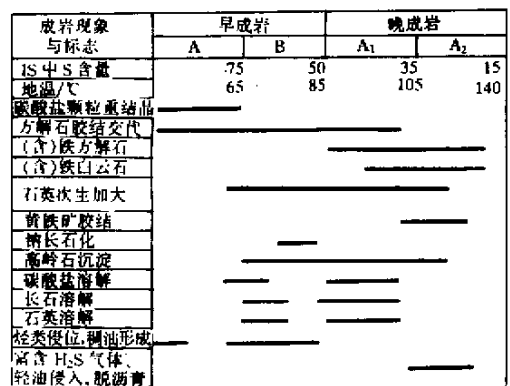 成岩现象 早成岩 晚成岩
与标志 A B A₁ A₂
IS中S含量 75 50 35 15
地温/℃ 65 85 105 140
碳酸盐颗粒重结晶
方解石胶结交代
(含)铁方解石
(含)铁白云石
石英次生加大
黄铁矿胶结
钠长石化
高岭石沉淀
碳酸盐溶解
长石溶解
石英溶解
烃类侵位,稠油形成
富含H₂S气体、
轻油侵入,脱沥青